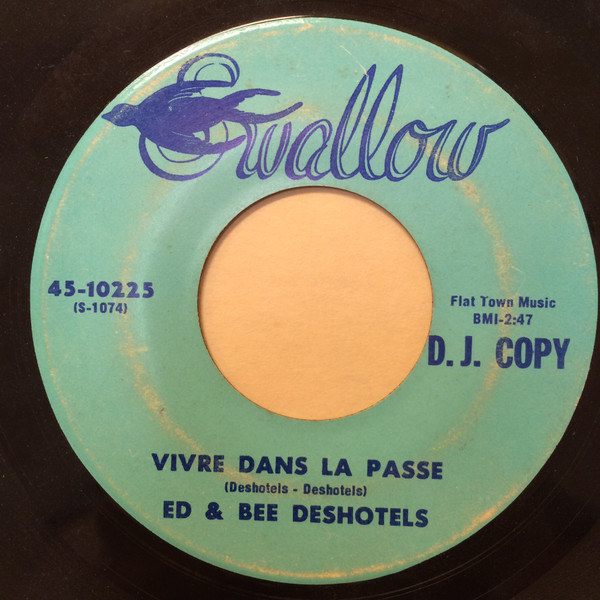 Swallow
45-10225
(S-1074)
Flat Town Music
BMI-2:47
D.J. COPY
VIVRE DANS LA PASSE
(Deshotels - Deshotels)
ED & BEE DESHOTELS